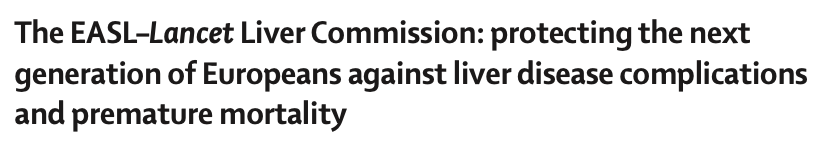 The EASL–Lancet Liver Commission: protecting the next
generation of Europeans against liver disease complications
and premature mortality